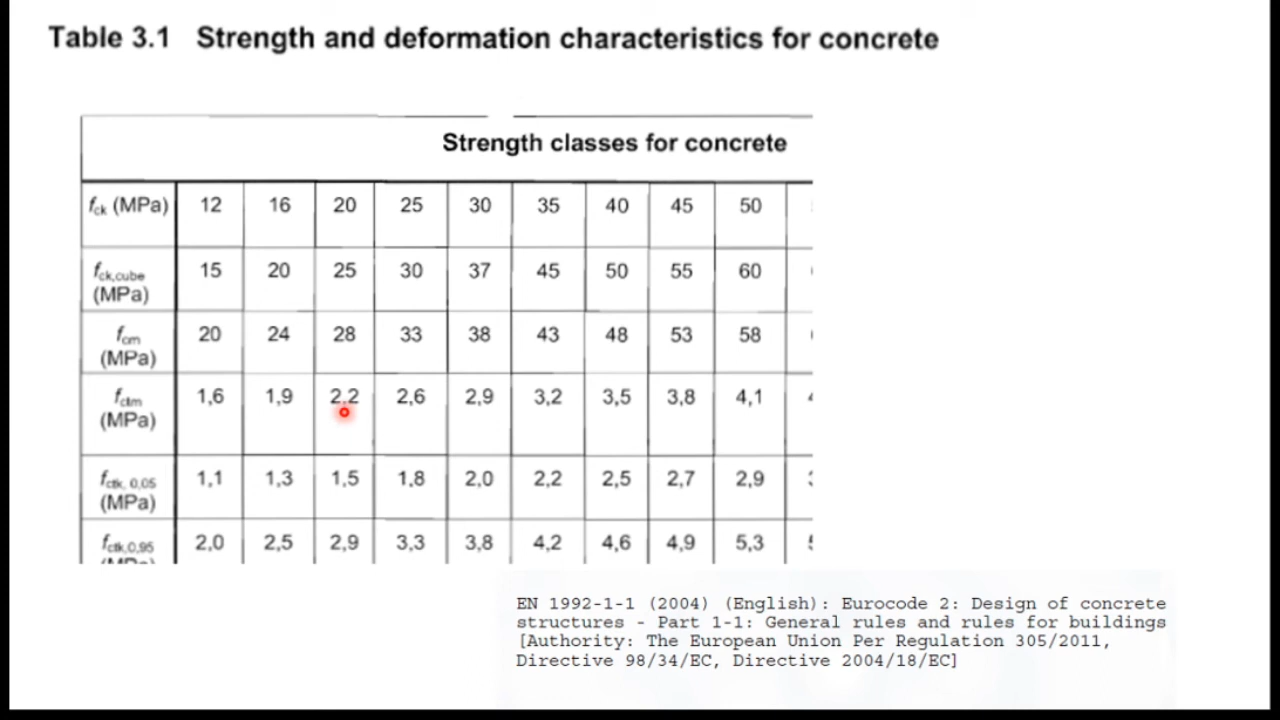 Table 3.1 Strength and deformation characteristics for concrete
Strength classes for concrete
fck (MPa) 12 16 20 25 30 35 40 45 50
fck,cube (MPa) 15 20 25 30 37 45 50 55 60
fcm (MPa) 20 24 28 33 38 43 48 53 58
fctm (MPa) 1,6 1,9 2,2 2,6 2,9 3,2 3,5 3,8 4,1
fctk, 0,05 (MPa) 1,1 1,3 1,5 1,8 2,0 2,2 2,5 2,7 2,9
fctk,0,95 2,0 2,5 2,9 3,3 3,8 4,2 4,6 4,9 5,3
EN 1992-1-1 (2004) (English): Eurocode 2: Design of concrete
structures - Part 1-1: General rules and rules for buildings
[Authority: The European Union Per Regulation 305/2011,
Directive 98/34/EC, Directive 2004/18/EC]